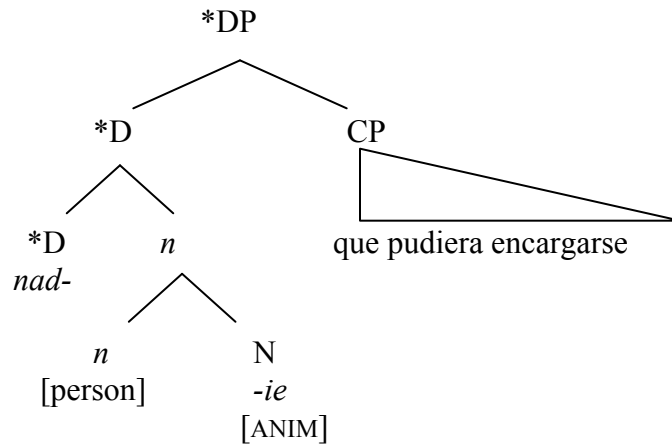 *DP
*D CP
*D n que pudiera encargarse
nad-
n N
[person] -ie
[ANIM]